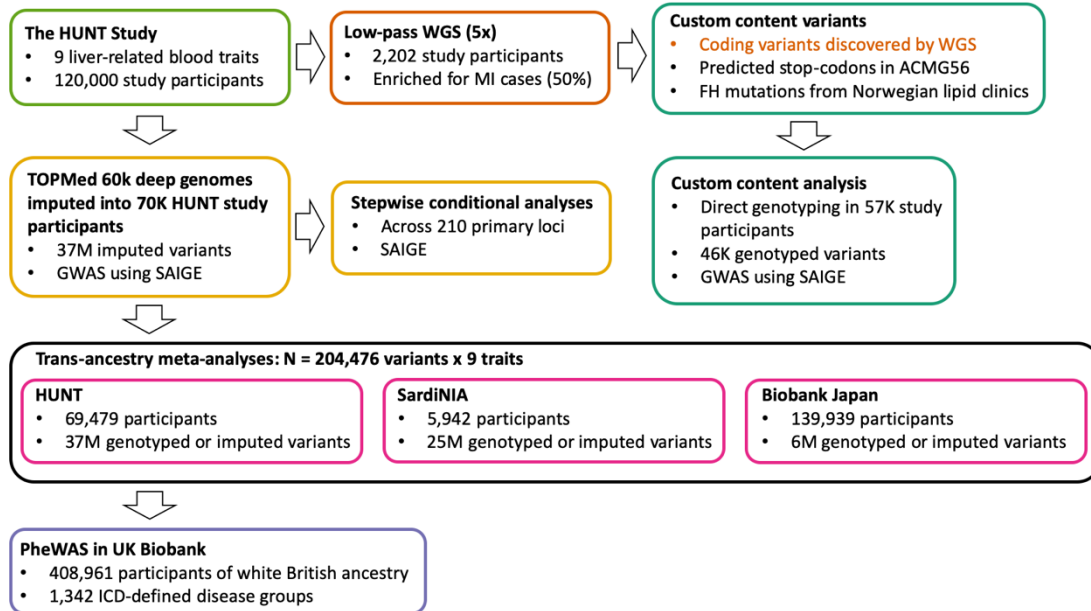 The HUNT Study
• 9 liver-related blood traits
• 120,000 study participants
Low-pass WGS (5x)
• 2,202 study participants
• Enriched for MI cases (50%)
Custom content variants
• Coding variants discovered by WGS
• Predicted stop-codons in ACMG56
• FH mutations from Norwegian lipid clinics
TOPMed 60k deep genomes
imputed into 70K HUNT study
participants
• 37M imputed variants
• GWAS using SAIGE
Stepwise conditional analyses
• Across 210 primary loci
• SAIGE
Custom content analysis
• Direct genotyping in 57K study
participants
• 46K genotyped variants
• GWAS using SAIGE
Trans-ancestry meta-analyses: N = 204,476 variants x 9 traits
HUNT
• 69,479 participants
• 37M genotyped or imputed variants
SardiNIA
• 5,942 participants
• 25M genotyped or imputed variants
Biobank Japan
• 139,939 participants
• 6M genotyped or imputed variants
PheWAS in UK Biobank
• 408,961 participants of white British ancestry
• 1,342 ICD-defined disease groups